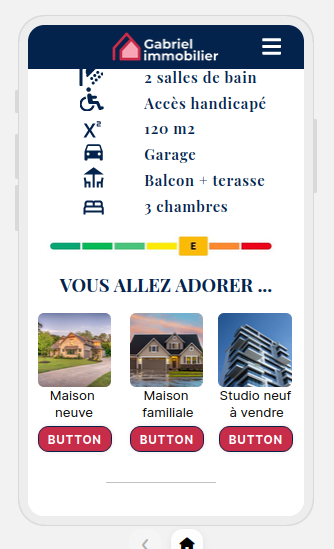 Gabriel
immobilier
2 salles de bain
Accès handicapé
X² 120 m2
Garage
Balcon + terasse
3 chambres
E
VOUS ALLEZ ADORER ...
Maison neuve
Maison familiale
Studio neuf à vendre
BUTTON BUTTON BUTTON